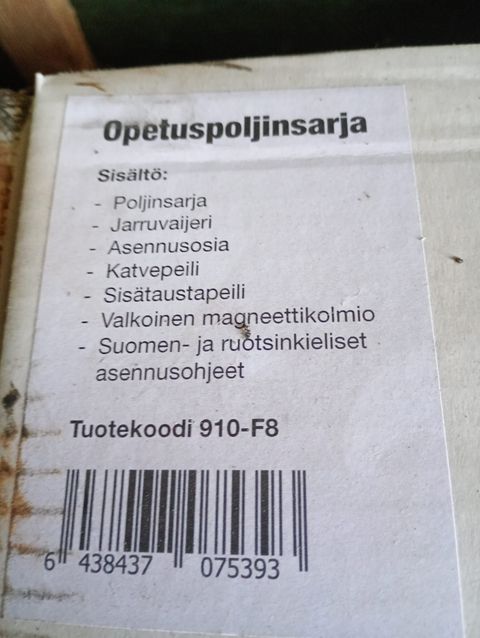 Opetuspoljinsarja
Sisältö:
- Poljinsarja
- Jarruvaijeri
- Asennusosia
- Katvepeili
- Sisätaustapeili
- Valkoinen magneettikolmio
- Suomen- ja ruotsinkieliset
asennusohjeet
Tuotekoodi 910-F8
6 438437 075393